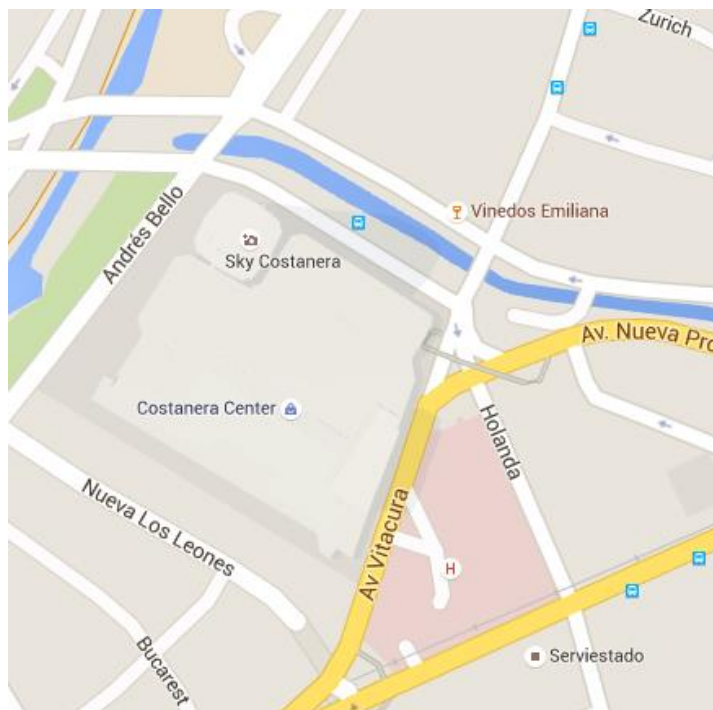 Zurich
Vinedos Emiliana
Andrés Bello
Sky Costanera
Av. Nueva Pro
Costanera Center
Holanda
Nueva Los Leones
Av Vitacura
H
Bucarest
Serviestado